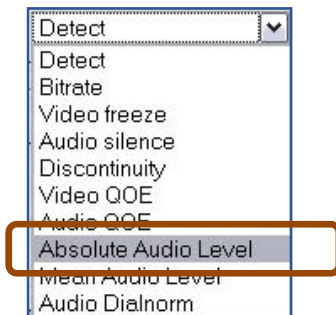 Detect
Detect
Bitrate
Video freeze
Audio silence
Discontinuity
Video QOE
Audio QOE
Absolute Audio Level
Mean Audio Level
Audio Dialnorm